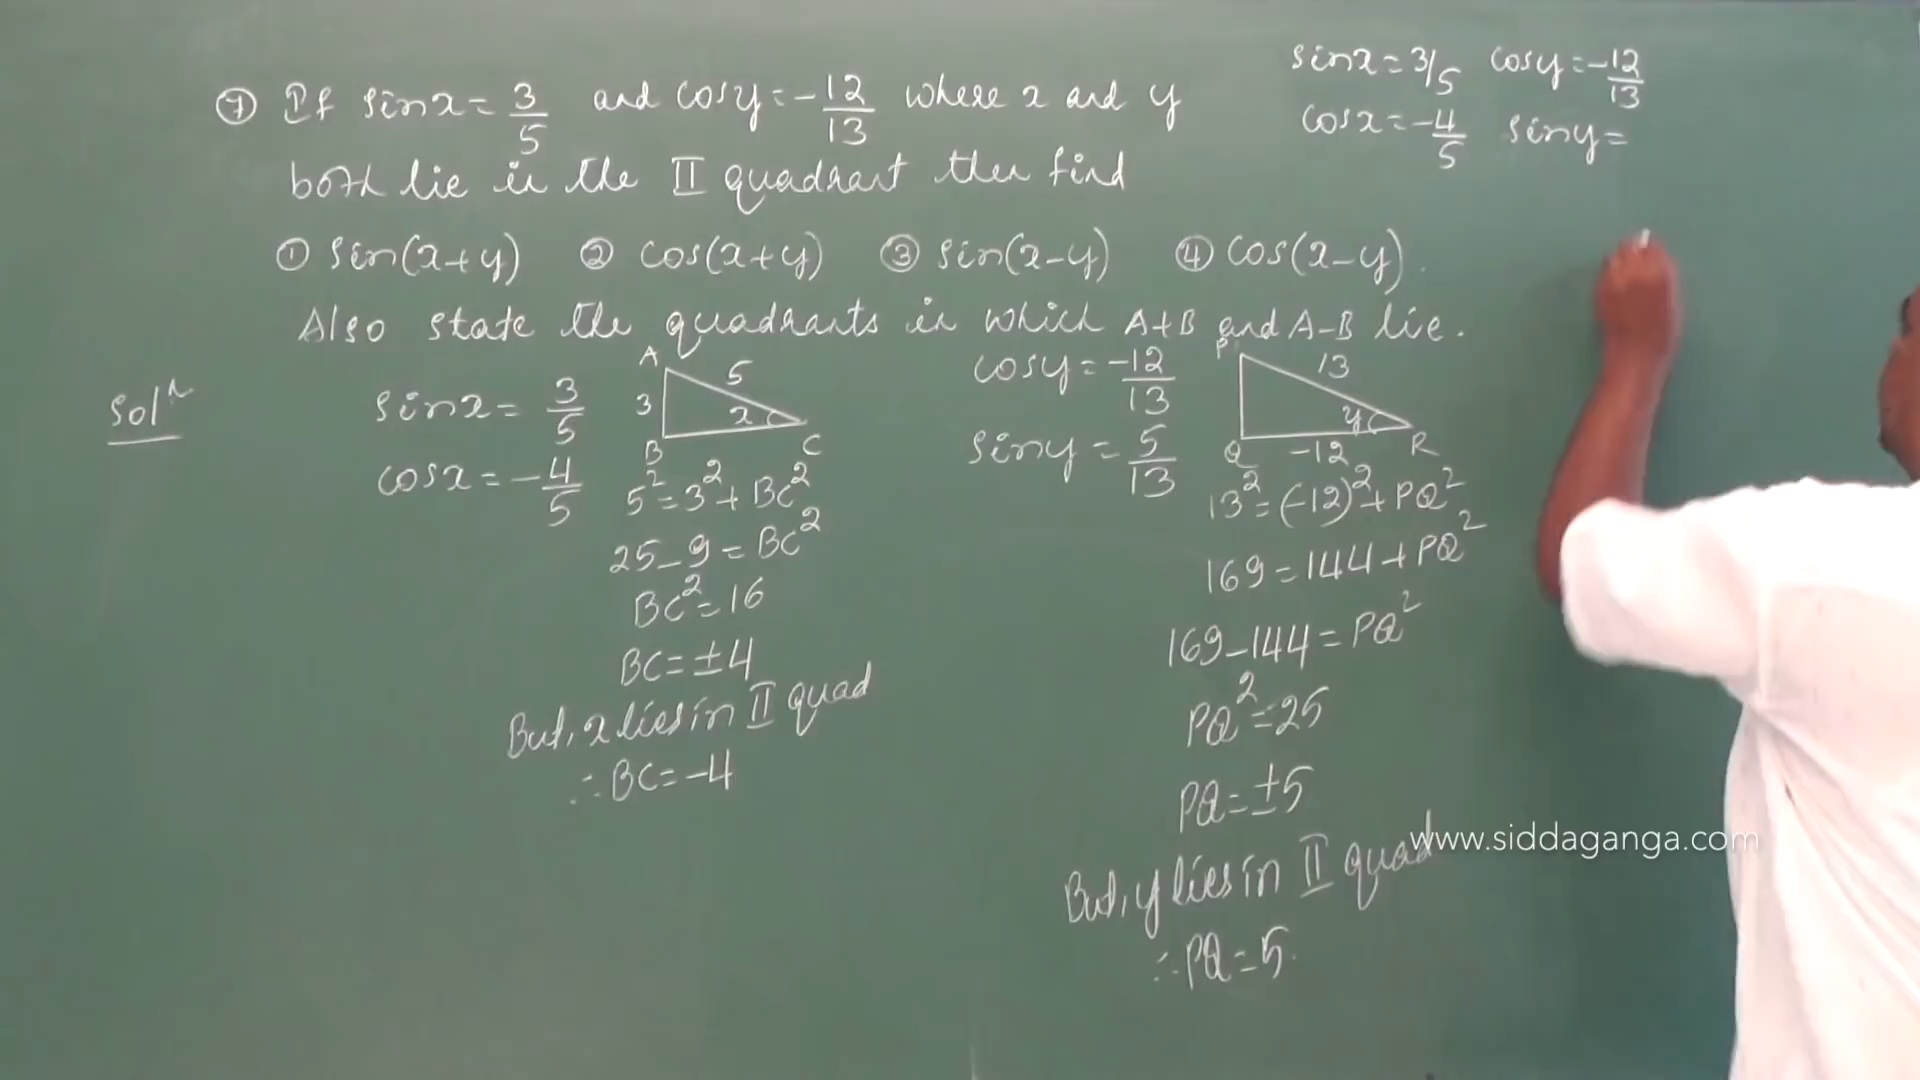 ⑦ If sinx = 3/5 and cosy = -12/13 where x and y
both lie in the II quadrant then find
① sin(x+y) ② cos(x+y) ③ sin(x-y) ④ cos(x-y).
Also state the quadrants in which A+B and A-B lie.
sinx = 3/5 cosy = -12/13
cosx = -4/5 siny =
Solⁿ
sinx = 3/5
cosx = -4/5
A
5
3
x
B
C
5² = 3² + BC²
25 - 9 = BC²
BC² = 16
BC = ±4
But, x lies in II quad
∴ BC = -4
cosy = -12/13
siny = 5/13
P
13
y
Q
-12
R
13² = (-12)² + PQ²
169 = 144 + PQ²
169 - 144 = PQ²
PQ² = 25
PQ = ±5
But, y lies in II quad
∴ PQ = 5.
www.siddaganga.com